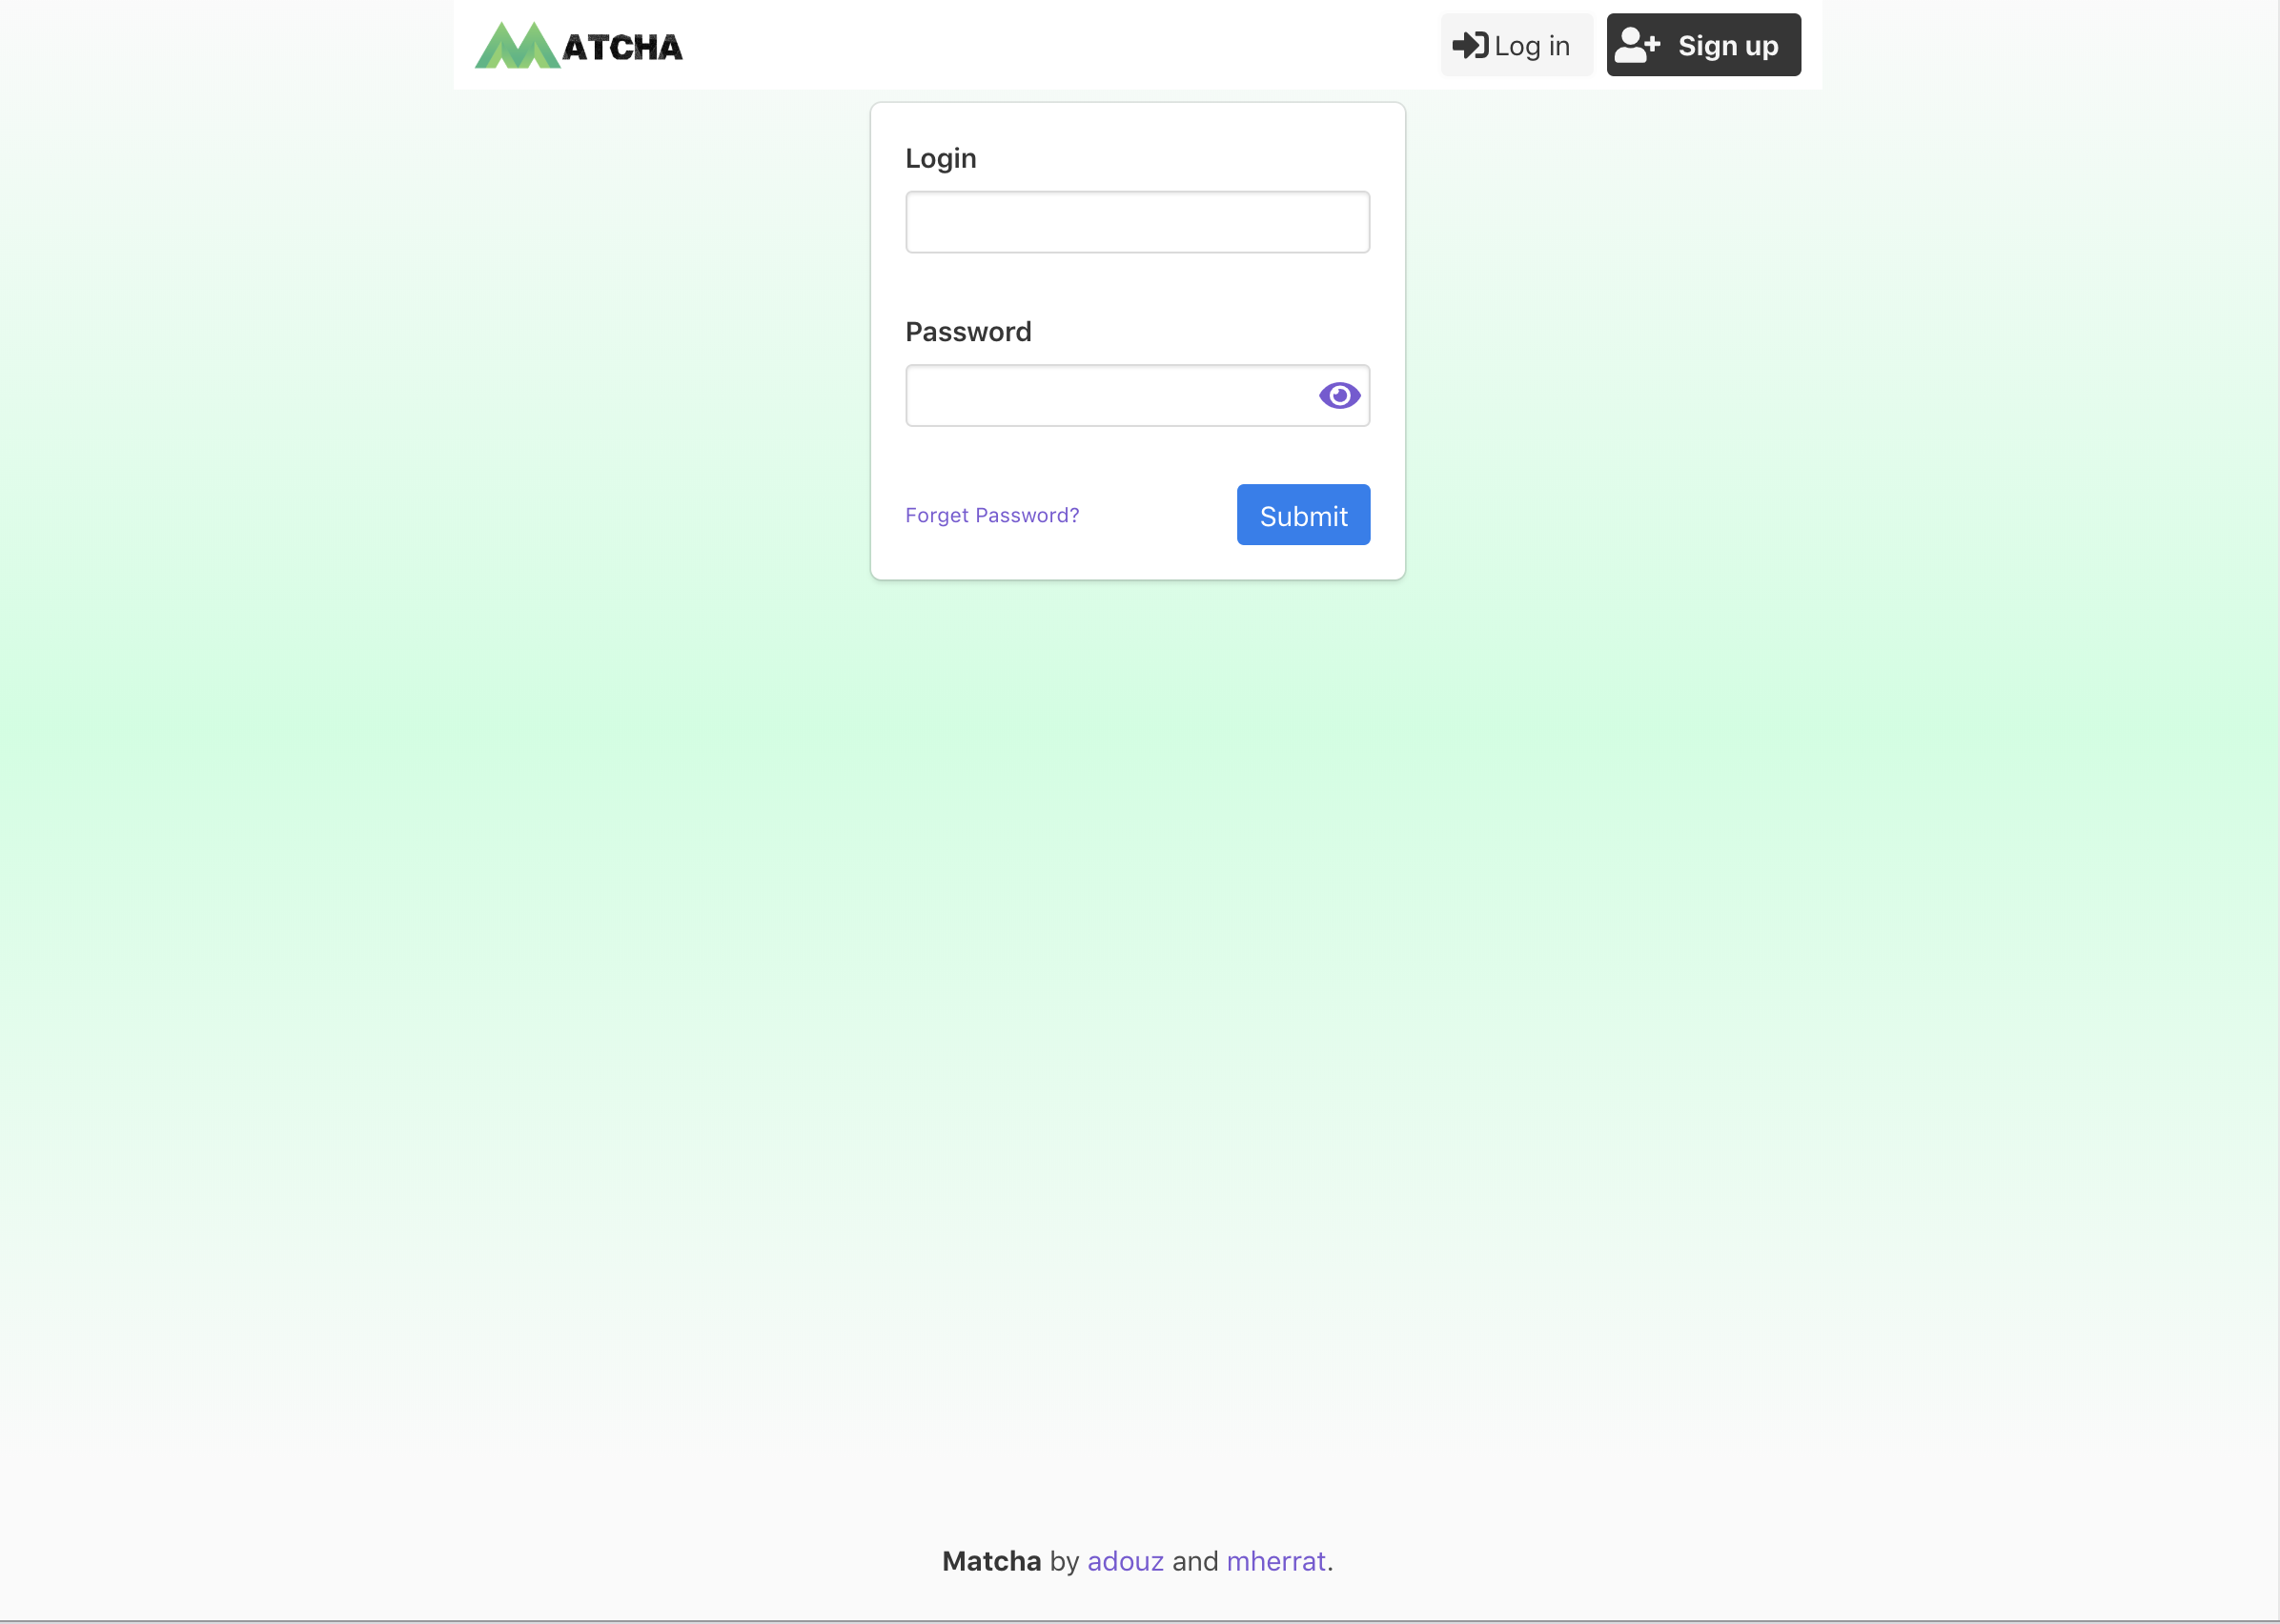 MATCHA
Log in
Sign up
Login
Password
Forget Password?
Submit
Matcha by adouz and mherrat.